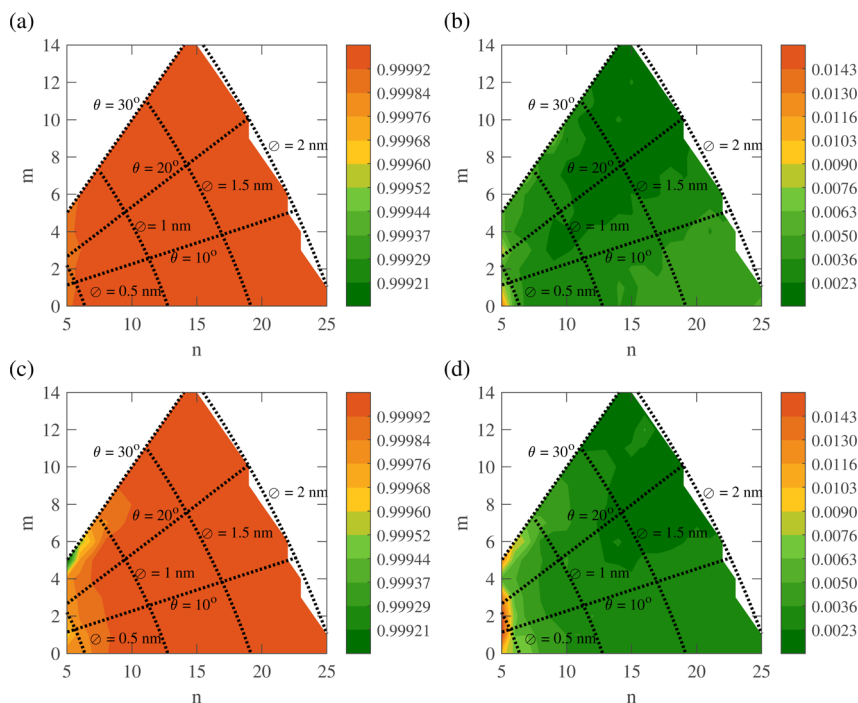 (a)
14
12
10
8
6
4
2
0
m
5
10
15
20
25
n
θ = 30°
θ = 20°
θ = 10°
∅ = 2 nm
∅ = 1.5 nm
∅ = 1 nm
∅ = 0.5 nm
0.99992
0.99984
0.99976
0.99968
0.99960
0.99952
0.99944
0.99937
0.99929
0.99921
(b)
14
12
10
8
6
4
2
0
m
5
10
15
20
25
n
θ = 30°
θ = 20°
θ = 10°
∅ = 2 nm
∅ = 1.5 nm
∅ = 1 nm
∅ = 0.5 nm
0.0143
0.0130
0.0116
0.0103
0.0090
0.0076
0.0063
0.0050
0.0036
0.0023
(c)
14
12
10
8
6
4
2
0
m
5
10
15
20
25
n
θ = 30°
θ = 20°
θ = 10°
∅ = 2 nm
∅ = 1.5 nm
∅ = 1 nm
∅ = 0.5 nm
0.99992
0.99984
0.99976
0.99968
0.99960
0.99952
0.99944
0.99937
0.99929
0.99921
(d)
14
12
10
8
6
4
2
0
m
5
10
15
20
25
n
θ = 30°
θ = 20°
θ = 10°
∅ = 2 nm
∅ = 1.5 nm
∅ = 1 nm
∅ = 0.5 nm
0.0143
0.0130
0.0116
0.0103
0.0090
0.0076
0.0063
0.0050
0.0036
0.0023